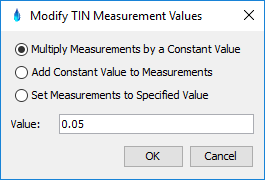 Modify TIN Measurement Values
Multiply Measurements by a Constant Value
Add Constant Value to Measurements
Set Measurements to Specified Value
Value: 0.05
OK Cancel